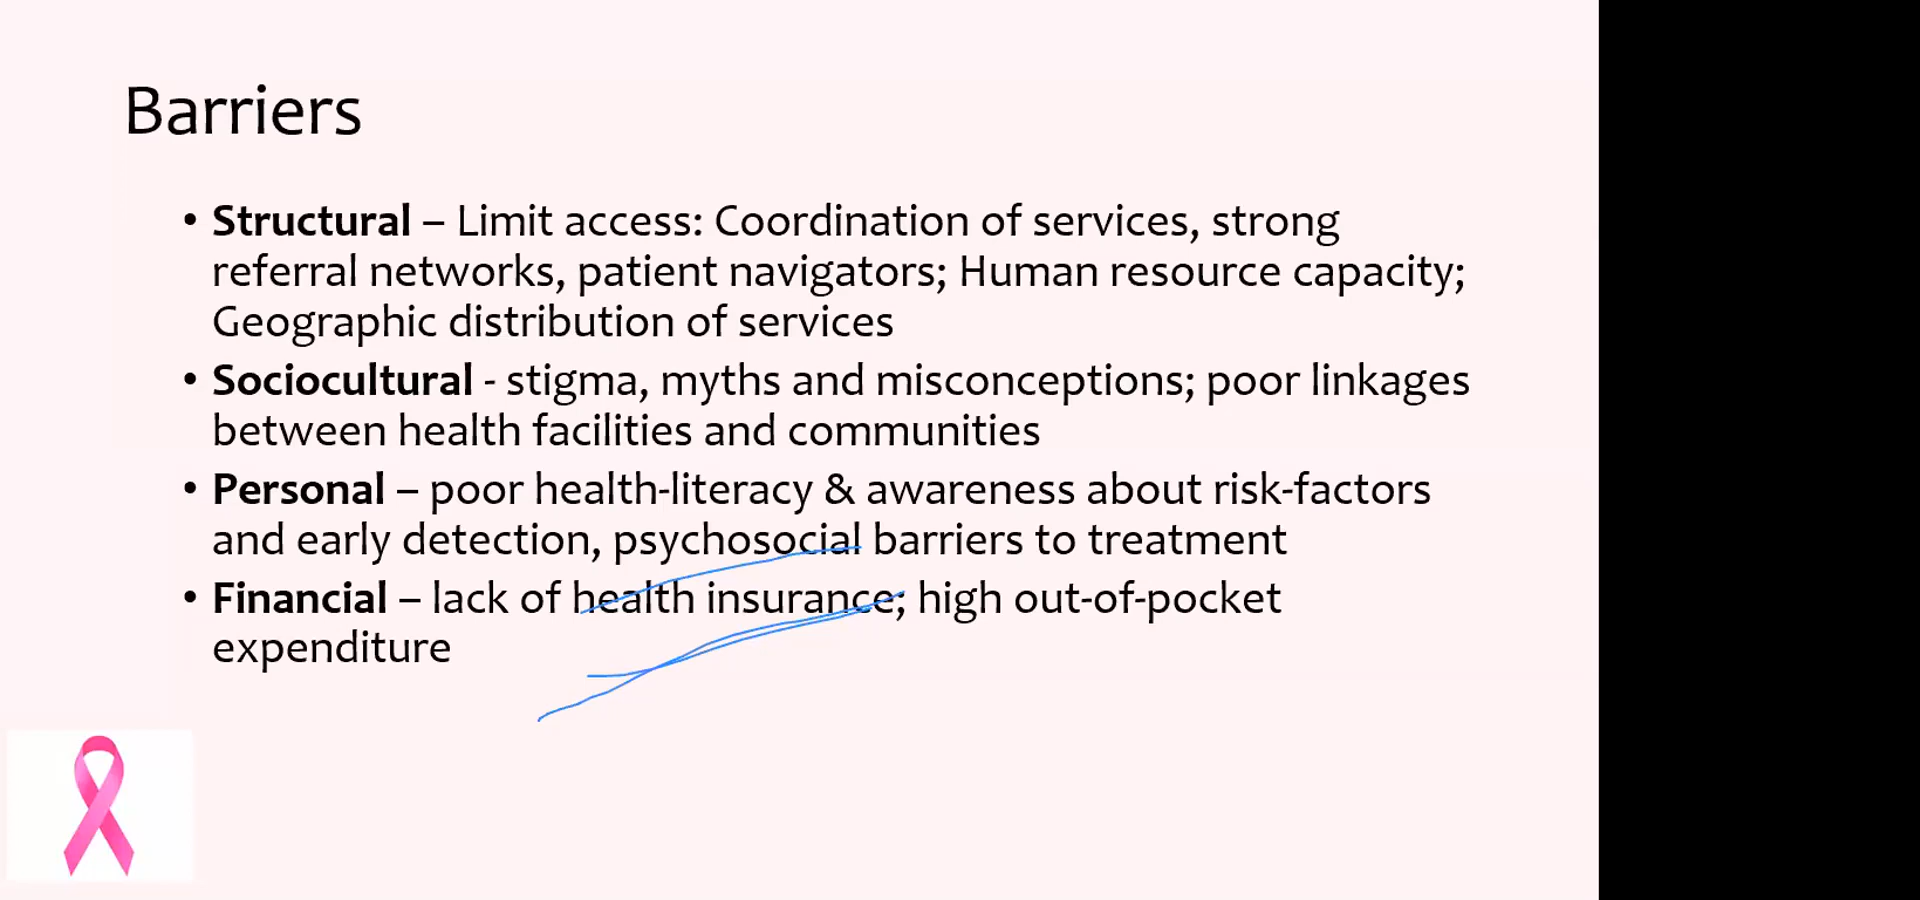 Barriers
• Structural – Limit access: Coordination of services, strong
referral networks, patient navigators; Human resource capacity;
Geographic distribution of services
• Sociocultural - stigma, myths and misconceptions; poor linkages
between health facilities and communities
• Personal – poor health-literacy & awareness about risk-factors
and early detection, psychosocial barriers to treatment
• Financial – lack of health insurance; high out-of-pocket
expenditure